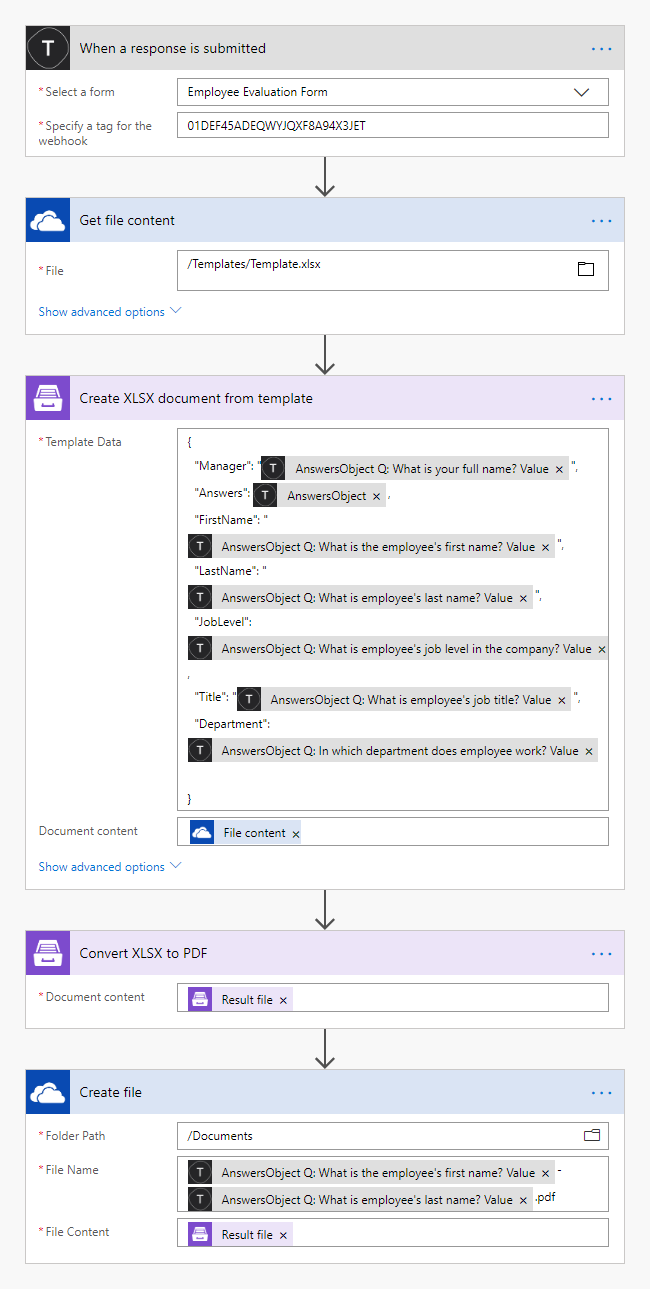 T When a response is submitted ...
*Select a form Employee Evaluation Form
*Specify a tag for the webhook 01DEF45ADEQWYJQXF8A94X3JET
Get file content ...
*File /Templates/Template.xlsx
Show advanced options
Create XLSX document from template ...
*Template Data {
"Manager": " T AnswersObject Q: What is your full name? Value × ",
"Answers": T AnswersObject × ,
"FirstName": "
T AnswersObject Q: What is the employee's first name? Value × ",
"LastName": "
T AnswersObject Q: What is employee's last name? Value × ",
"JobLevel":
T AnswersObject Q: What is employee's job level in the company? Value ×
,
"Title": " T AnswersObject Q: What is employee's job title? Value × ",
"Department":
T AnswersObject Q: In which department does employee work? Value ×
}
Document content File content ×
Show advanced options
Convert XLSX to PDF ...
*Document content Result file ×
Create file ...
*Folder Path /Documents
*File Name T AnswersObject Q: What is the employee's first name? Value × -
T AnswersObject Q: What is employee's last name? Value × .pdf
*File Content Result file ×